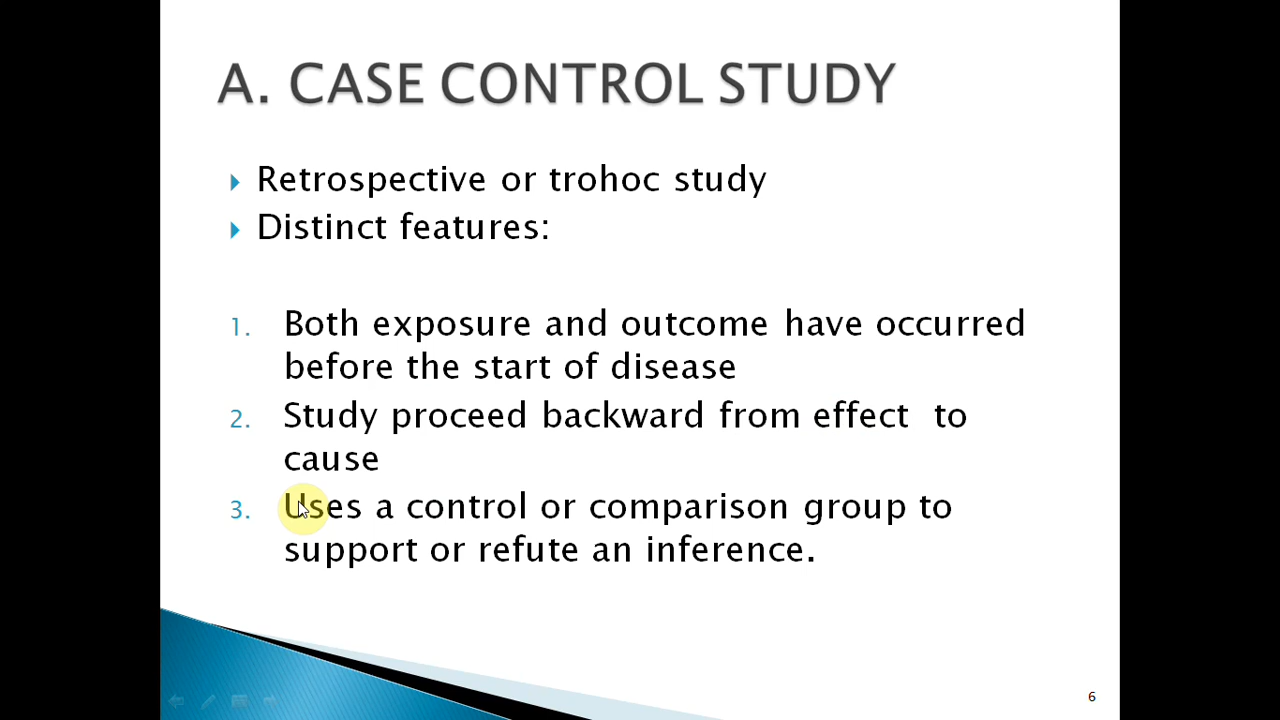 A. CASE CONTROL STUDY
Retrospective or trohoc study
Distinct features:
1. Both exposure and outcome have occurred
before the start of disease
2. Study proceed backward from effect to
cause
3. Uses a control or comparison group to
support or refute an inference.
6